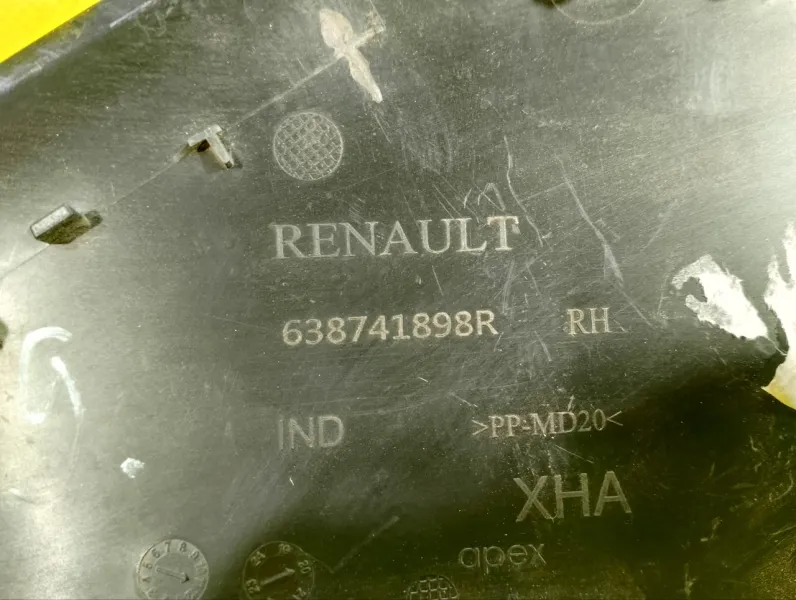 RENAULT
638741898R RH
IND >PP-MD20<
XHA
apex